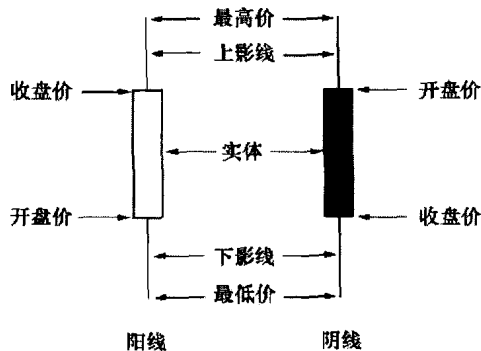 最高价
上影线
收盘价 开盘价
实体
开盘价 收盘价
下影线
最低价
阳线 阴线